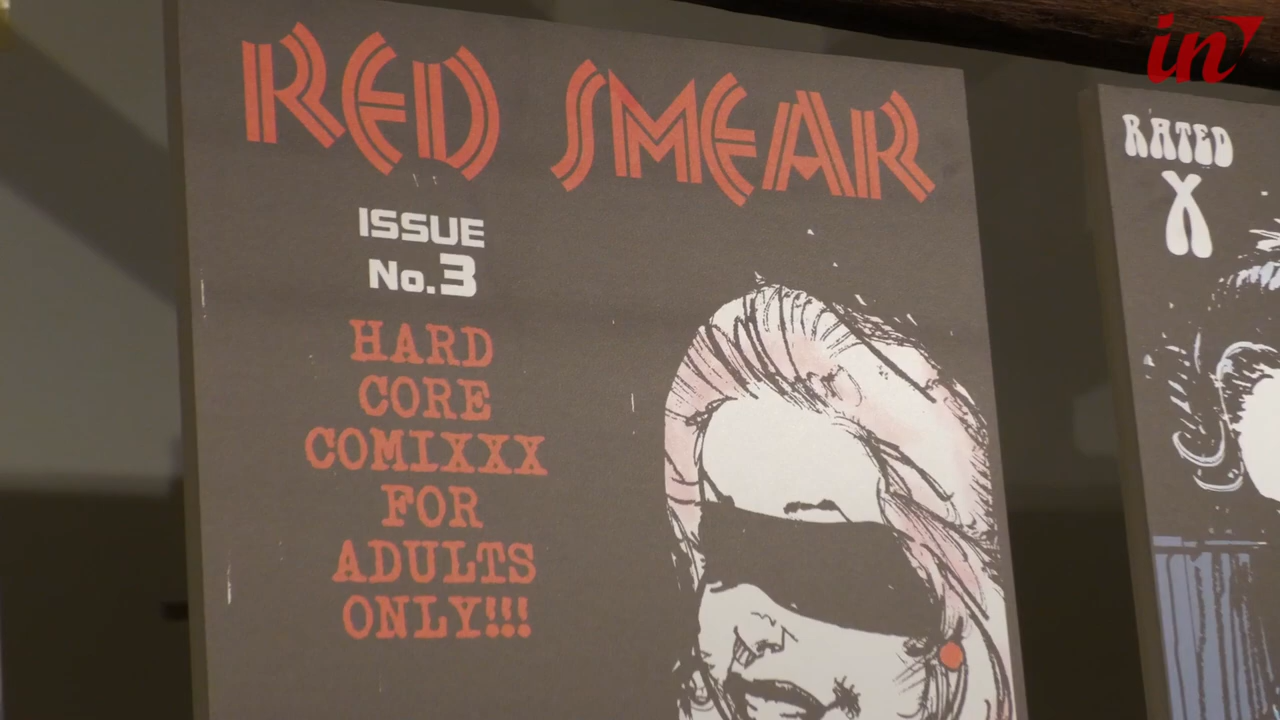 in
RED SMEAR
ISSUE
No.3
HARD
CORE
COMIXXX
FOR
ADULTS
ONLY!!!
RATED
X